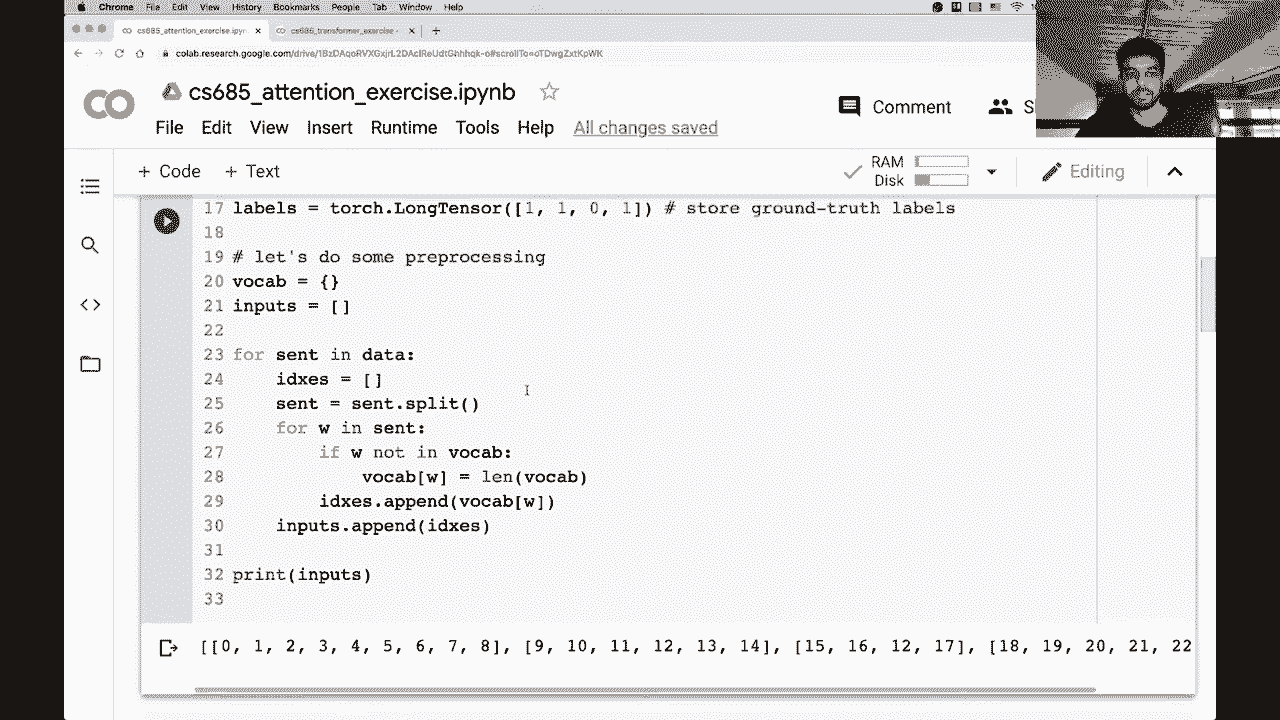 Chrome File Edit View History Bookmarks People Tab Window Help
cs685_attention_exercise.ipyn
cs685_transformer_exercise -
colab.research.google.com/drive/
cs685_attention_exercise.ipynb
Comment
S
File Edit View Insert Runtime Tools Help All changes saved
+ Code + Text
RAM
Disk
Editing
17 labels = torch.LongTensor([1, 1, 0, 1]) # store ground-truth labels
18
19 # let's do some preprocessing
20 vocab = {}
21 inputs = []
22
23 for sent in data:
24     idxes = []
25     sent = sent.split()
26     for w in sent:
27         if w not in vocab:
28             vocab[w] = len(vocab)
29         idxes.append(vocab[w])
30     inputs.append(idxes)
31
32 print(inputs)
33
[[0, 1, 2, 3, 4, 5, 6, 7, 8], [9, 10, 11, 12, 13, 14], [15, 16, 12, 17], [18, 19, 20, 21, 22